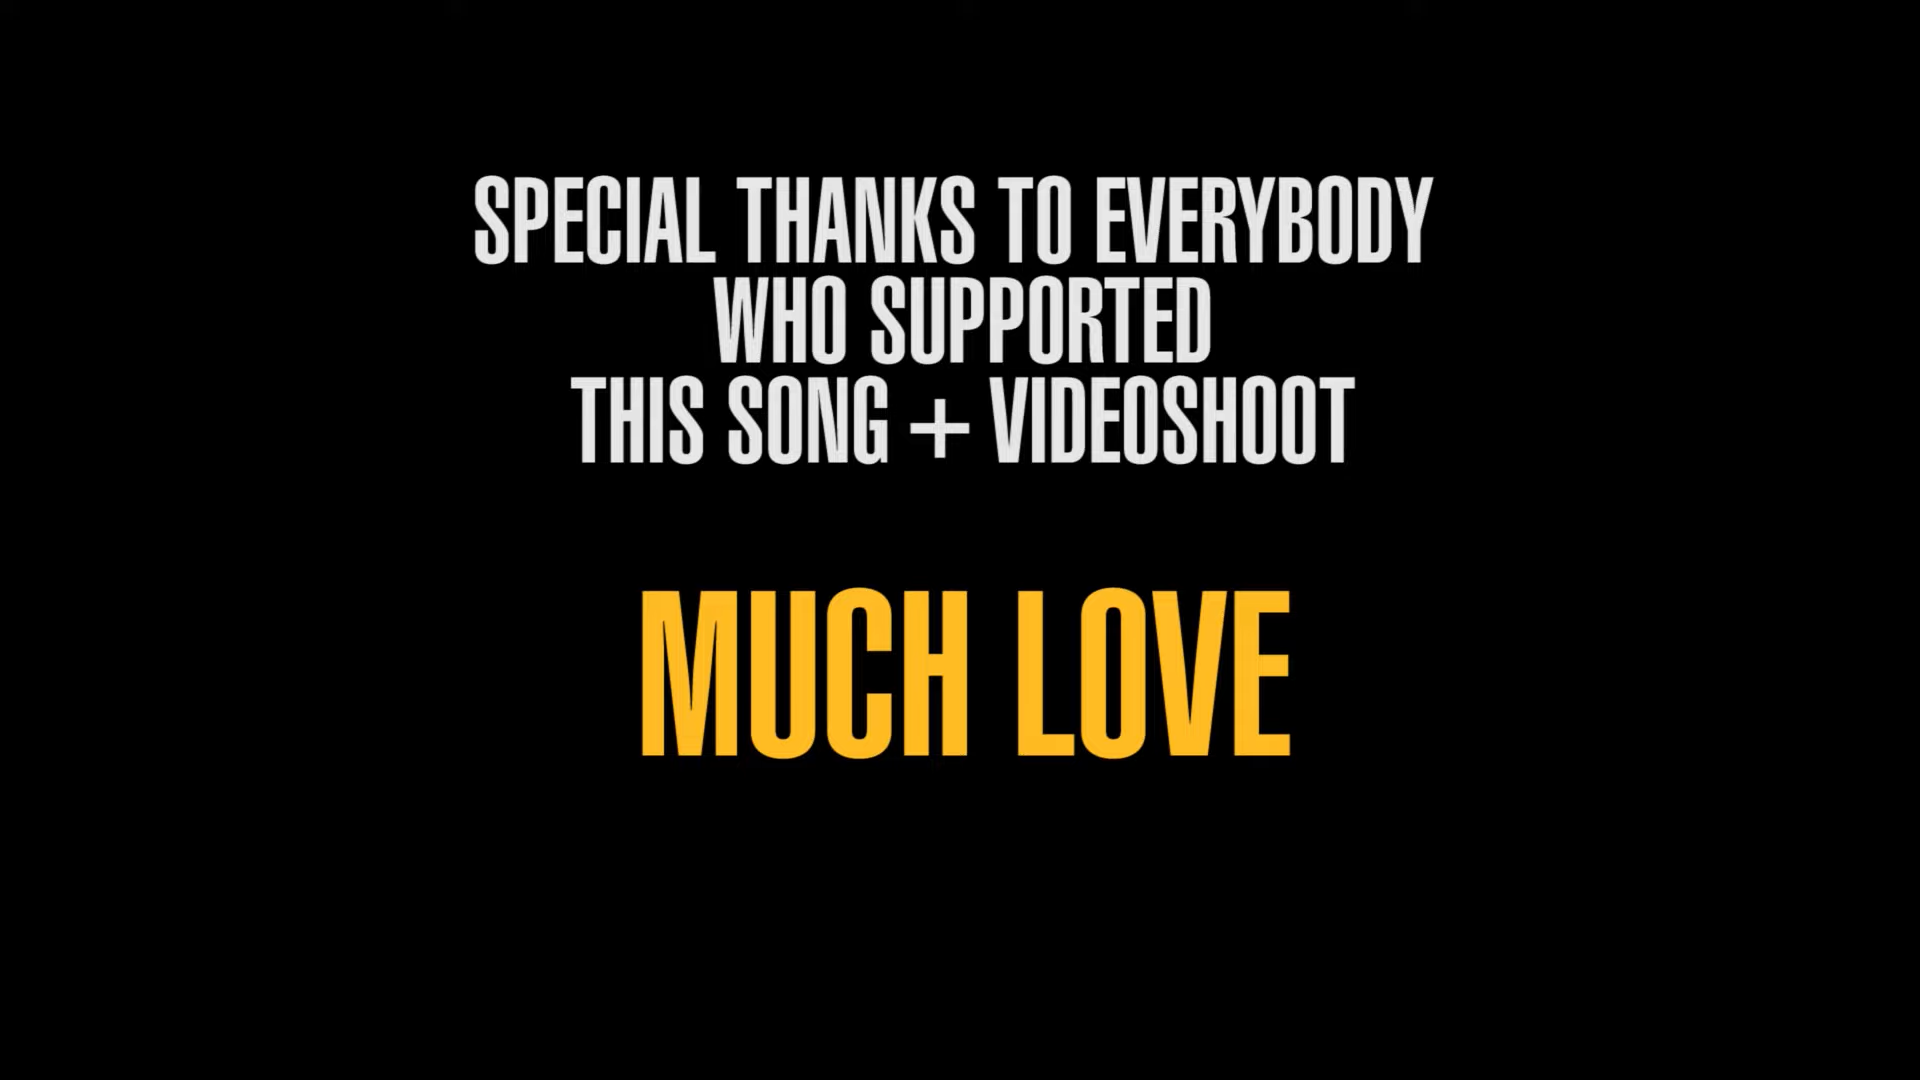 SPECIAL THANKS TO EVERYBODY
WHO SUPPORTED
THIS SONG + VIDEOSHOOT
MUCH LOVE